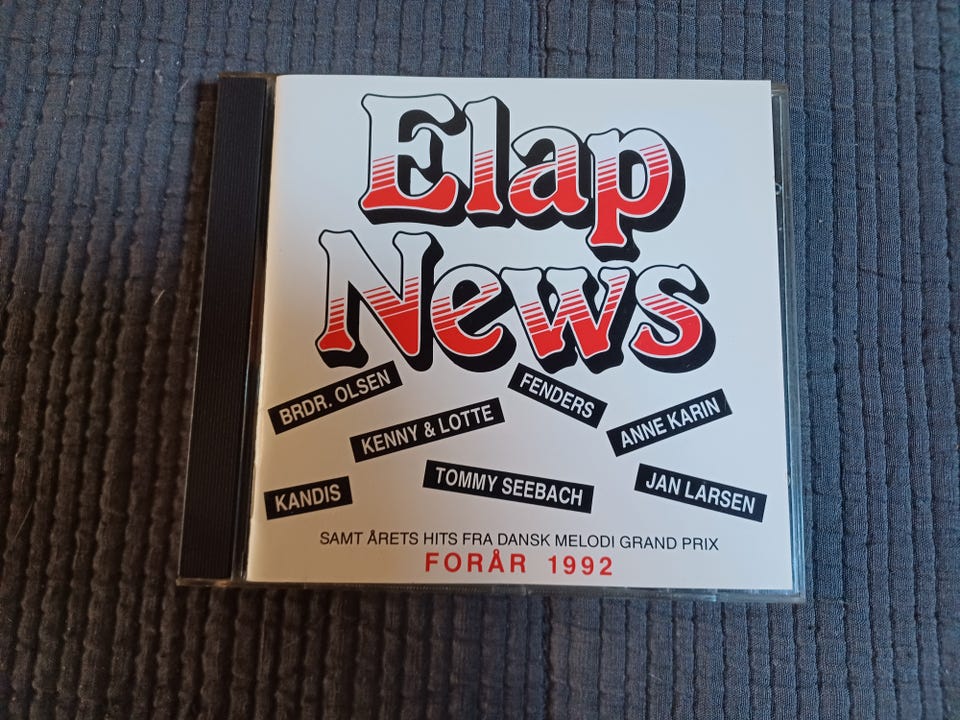 Elap
News
BRDR. OLSEN
FENDERS
KENNY & LOTTE
ANNE KARIN
KANDIS
TOMMY SEEBACH
JAN LARSEN
SAMT ÅRETS HITS FRA DANSK MELODI GRAND PRIX
FORÅR 1992